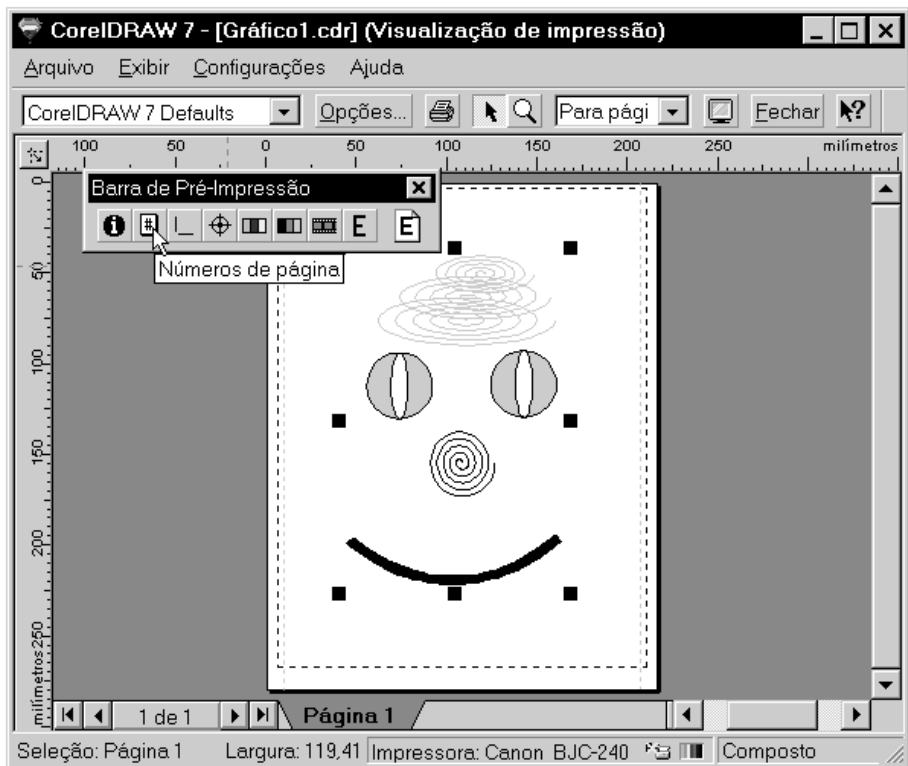 CorelDRAW 7 - [Gráfico1.cdr] (Visualização de impressão)
Arquivo Exibir Configurações Ajuda
CorelDRAW 7 Defaults Opções... Para pági Fechar
100 50 0 50 100 150 200 250 milímetros
Barra de Pré-Impressão
# E E
Números de página
0
50
100
150
200
250
milímetros
1 de 1 Página 1
Seleção: Página 1 Largura: 119,41 Impressora: Canon BJC-240 Composto